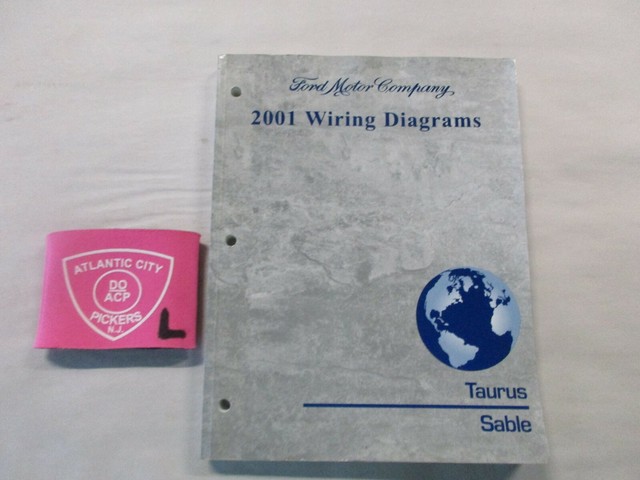 Ford Motor Company
2001 Wiring Diagrams
Taurus
Sable
ATLANTIC CITY
DO
ACP
PICKERS
N.J.
L